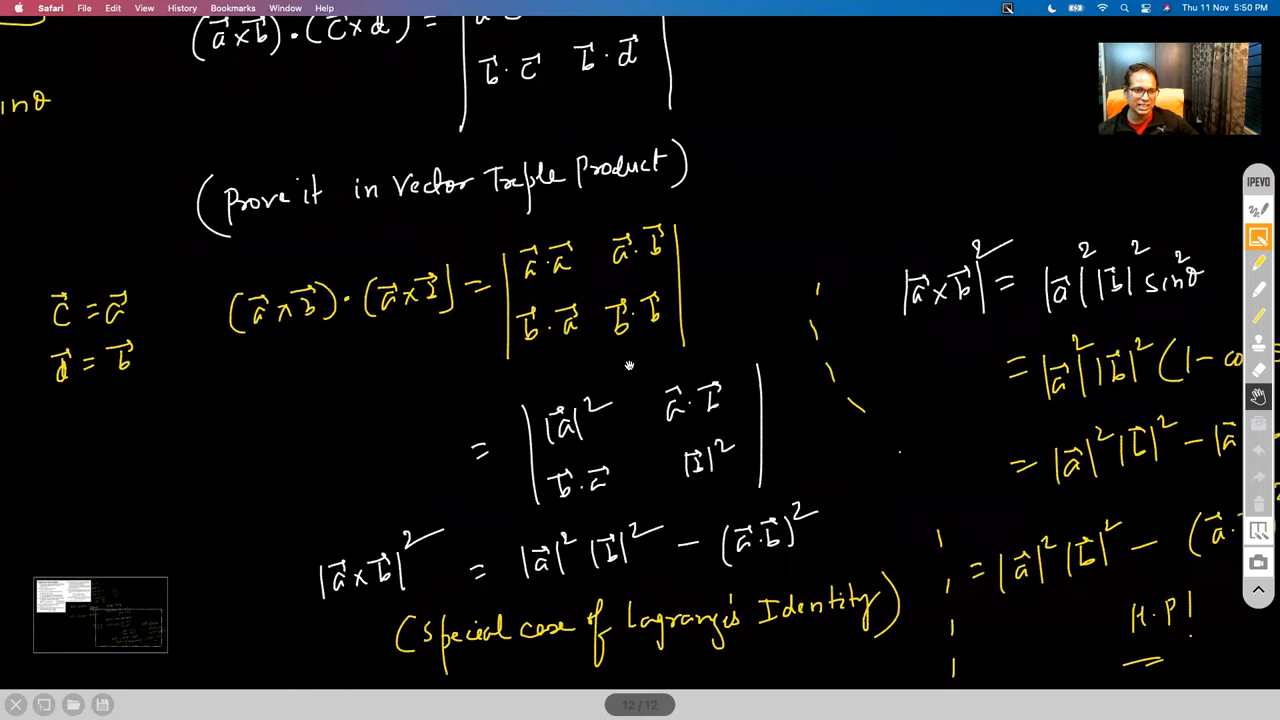 Safari File Edit View History Bookmarks Window Help Thu 11 Nov 5:50 PM
(a⃗×b⃗)·(c⃗×d⃗) =
b⃗·c⃗ b⃗·d⃗
inθ
(Prove it in Vector Triple Product)
IPEVO
c⃗ = a⃗
d⃗ = b⃗
(a⃗×b⃗)·(a⃗×b⃗) = | a⃗·a⃗ a⃗·b⃗ |
| b⃗·a⃗ b⃗·b⃗ |
= | |a⃗|² a⃗·b⃗ |
| b⃗·a⃗ |b⃗|² |
|a⃗×b⃗|² = |a⃗|² |b⃗|² − (a⃗·b⃗)²
(Special case of Lagrange's Identity)
|a⃗×b⃗|² = |a⃗|² |b⃗|² sin²θ
= |a⃗|² |b⃗|² (1 − co
= |a⃗|² |b⃗|² − |a⃗
= |a⃗|² |b⃗|² − (a⃗·
H.P!
12 / 12